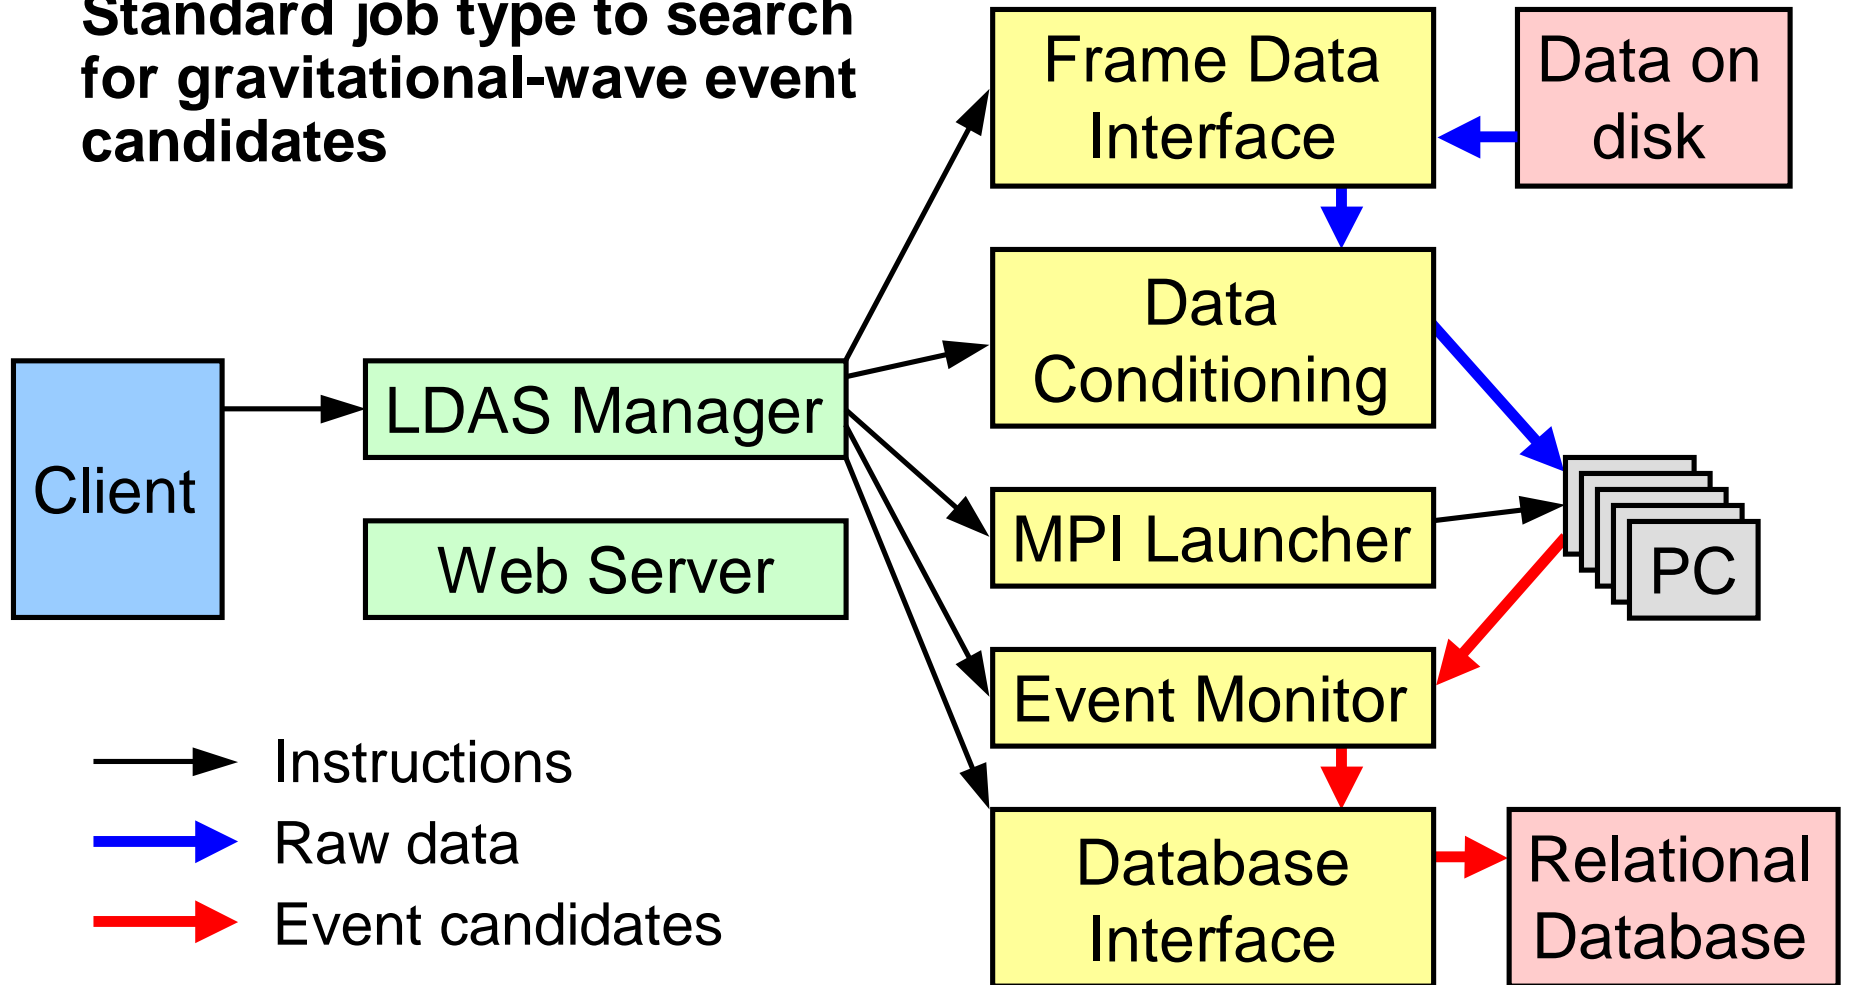 Standard job type to search
for gravitational-wave event
candidates
Frame Data
Interface
Data on
disk
Data
Conditioning
Client
LDAS Manager
Web Server
MPI Launcher
PC
Event Monitor
Instructions
Raw data
Event candidates
Database
Interface
Relational
Database